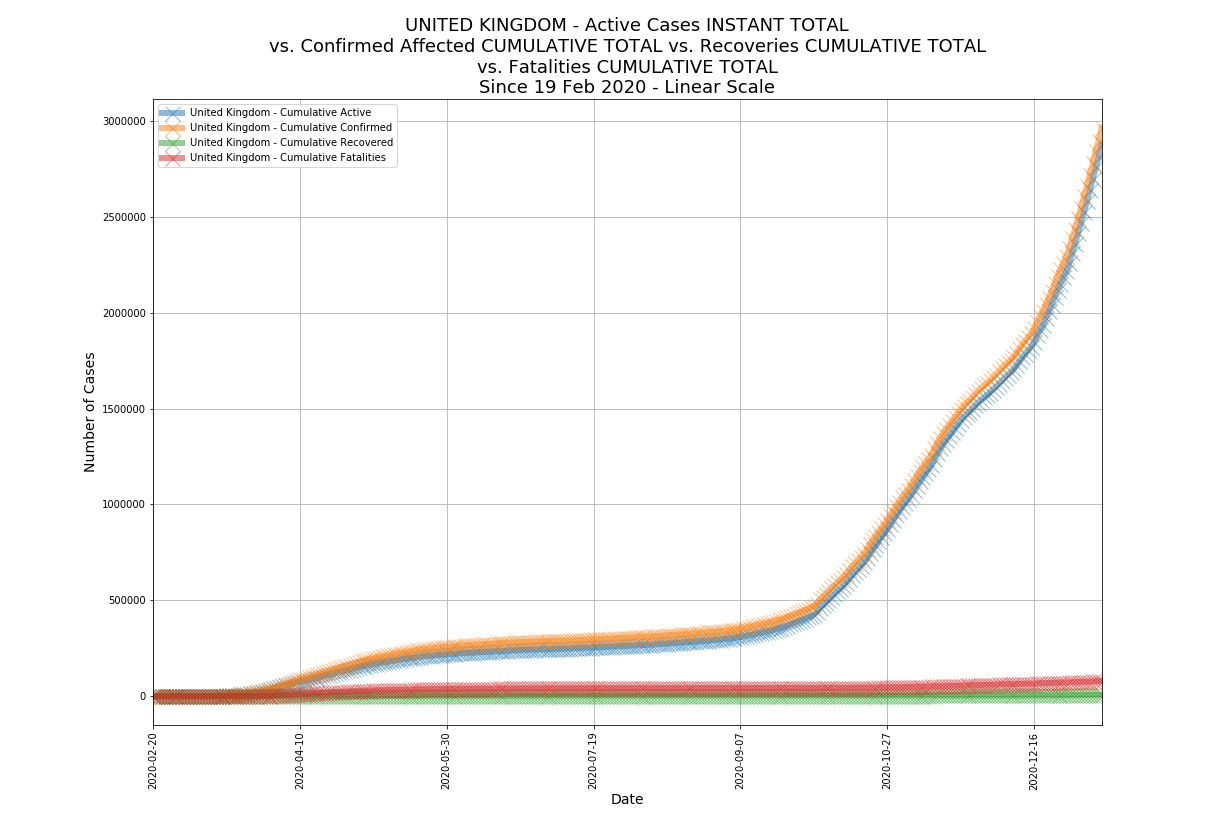 UNITED KINGDOM - Active Cases INSTANT TOTAL
vs. Confirmed Affected CUMULATIVE TOTAL vs. Recoveries CUMULATIVE TOTAL
vs. Fatalities CUMULATIVE TOTAL
Since 19 Feb 2020 - Linear Scale
United Kingdom - Cumulative Active
United Kingdom - Cumulative Confirmed
United Kingdom - Cumulative Recovered
United Kingdom - Cumulative Fatalities
Number of Cases
3000000
2500000
2000000
1500000
1000000
500000
0
2020-02-20
2020-04-10
2020-05-30
2020-07-19
2020-09-07
2020-10-27
2020-12-16
Date